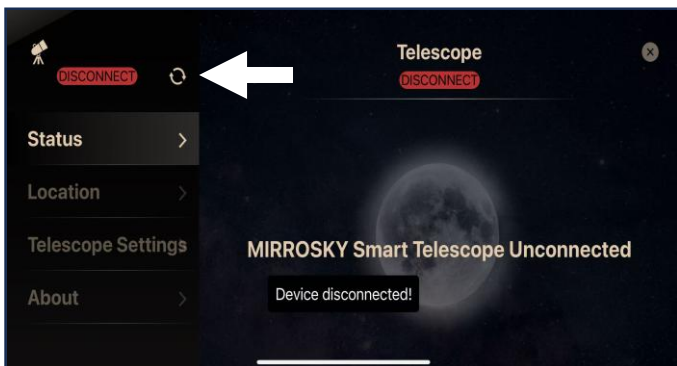 DISCONNECT
Status
Location
Telescope Settings
About
Telescope
DISCONNECT
MIRROSKY Smart Telescope Unconnected
Device disconnected!